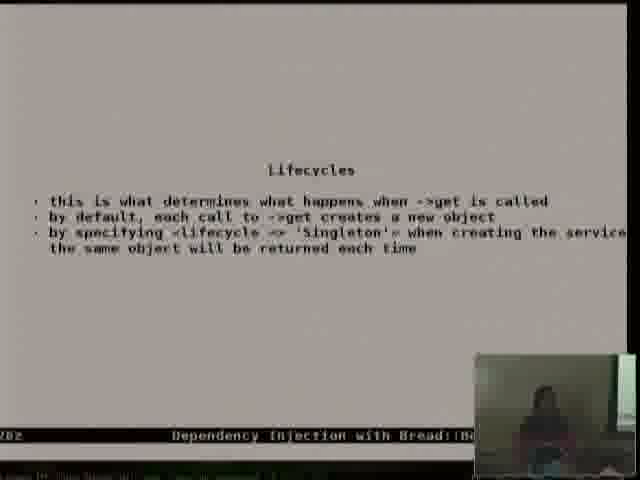 Lifecycles
· this is what determines what happens when ->get is called
· by default, each call to ->get creates a new object
· by specifying <lifecycle => 'Singleton'> when creating the service
the same object will be returned each time
Dependency Injection with Bread::Bo